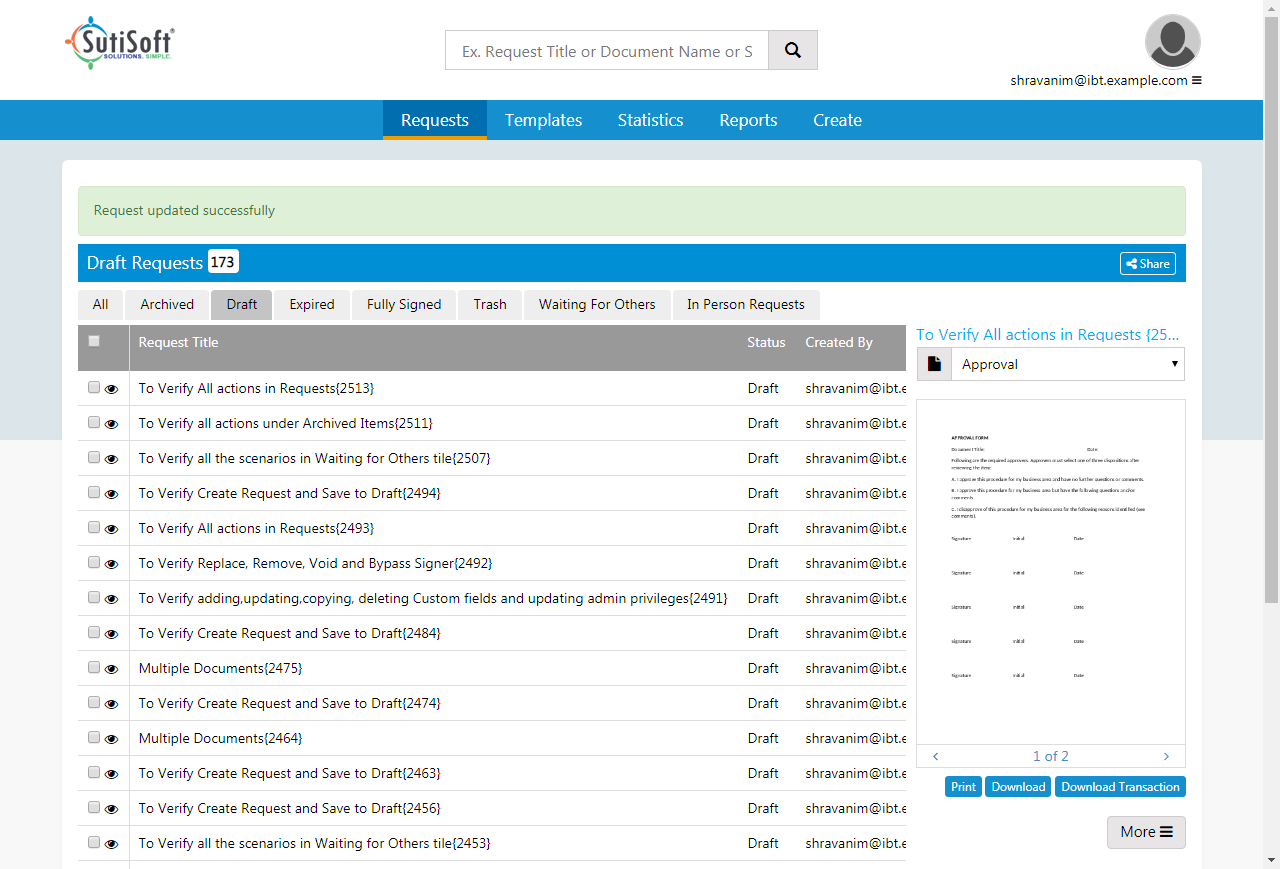 SutiSoft®
SOLUTIONS. SIMPLE.
Ex. Request Title or Document Name or S
shravanim@ibt.example.com
Requests
Templates
Statistics
Reports
Create
Request updated successfully
Draft Requests 173
Share
All
Archived
Draft
Expired
Fully Signed
Trash
Waiting For Others
In Person Requests
Request Title Status Created By
To Verify All actions in Requests{2513} Draft shravanim@ibt.e
To Verify all actions under Archived Items{2511} Draft shravanim@ibt.e
To Verify all the scenarios in Waiting for Others tile{2507} Draft shravanim@ibt.e
To Verify Create Request and Save to Draft{2494} Draft shravanim@ibt.e
To Verify All actions in Requests{2493} Draft shravanim@ibt.e
To Verify Replace, Remove, Void and Bypass Signer{2492} Draft shravanim@ibt.e
To Verify adding,updating,copying, deleting Custom fields and updating admin privileges{2491} Draft shravanim@ibt.e
To Verify Create Request and Save to Draft{2484} Draft shravanim@ibt.e
Multiple Documents{2475} Draft shravanim@ibt.e
To Verify Create Request and Save to Draft{2474} Draft shravanim@ibt.e
Multiple Documents{2464} Draft shravanim@ibt.e
To Verify Create Request and Save to Draft{2463} Draft shravanim@ibt.e
To Verify Create Request and Save to Draft{2456} Draft shravanim@ibt.e
To Verify all the scenarios in Waiting for Others tile{2453} Draft shravanim@ibt.e
To Verify All actions in Requests {25...
Approval
APPROVAL FORM
Document Title: Date:
Following are the required approvers. Approvers must select one of three dispositions after
reviewing the item:
A. I approve this procedure for my business area and have no further questions or comments.
B. I approve this procedure for my business area but have the following questions and/or
comments.
C. I disapprove of this procedure for my business area for the following reasons identified (see
comments).
Signature Initial Date
Signature Initial Date
Signature Initial Date
Signature Initial Date
Signature Initial Date
1 of 2
Print
Download
Download Transaction
More